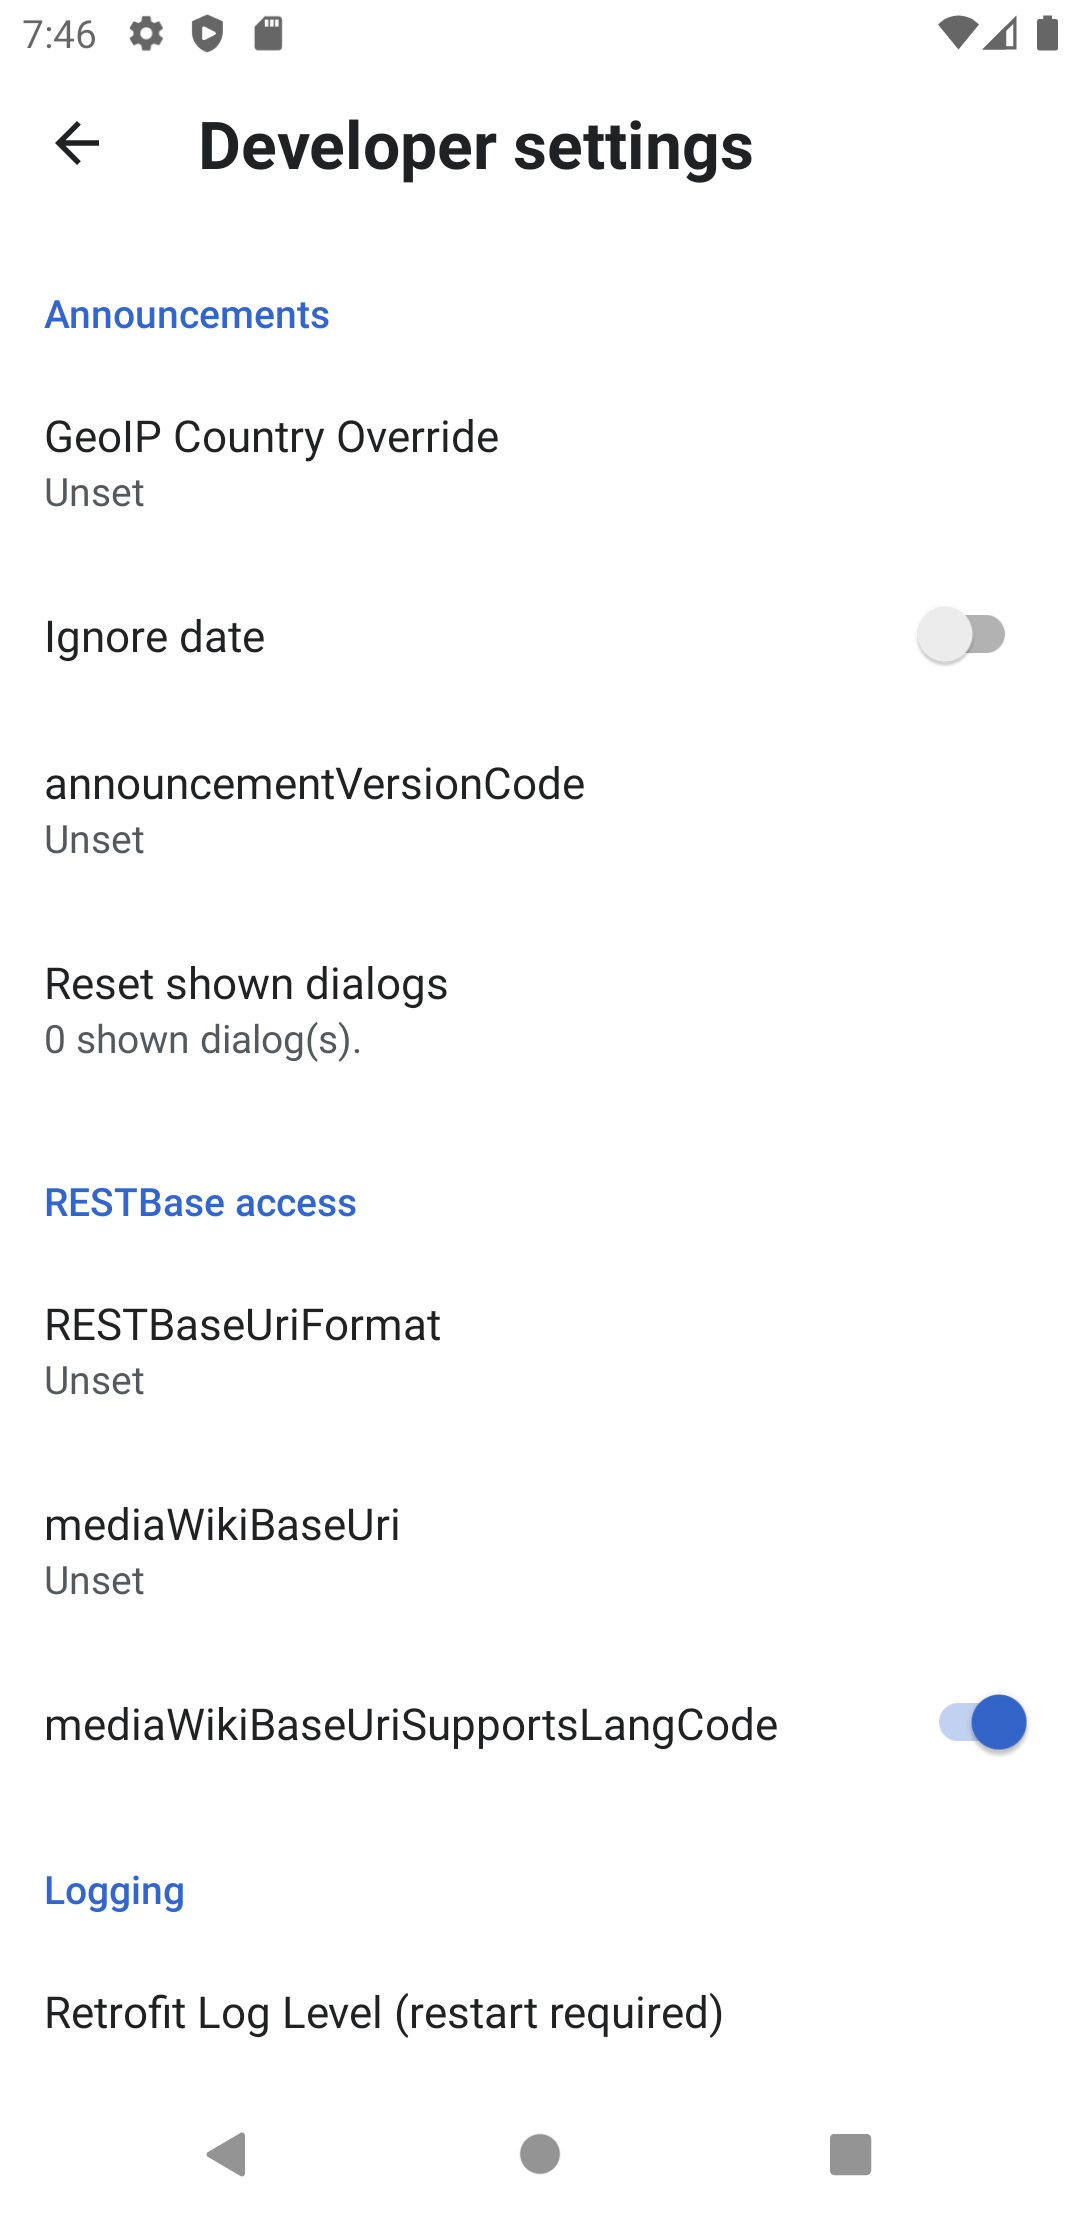 7:46
Developer settings
Announcements
GeoIP Country Override
Unset
Ignore date
announcementVersionCode
Unset
Reset shown dialogs
0 shown dialog(s).
RESTBase access
RESTBaseUriFormat
Unset
mediaWikiBaseUri
Unset
mediaWikiBaseUriSupportsLangCode
Logging
Retrofit Log Level (restart required)